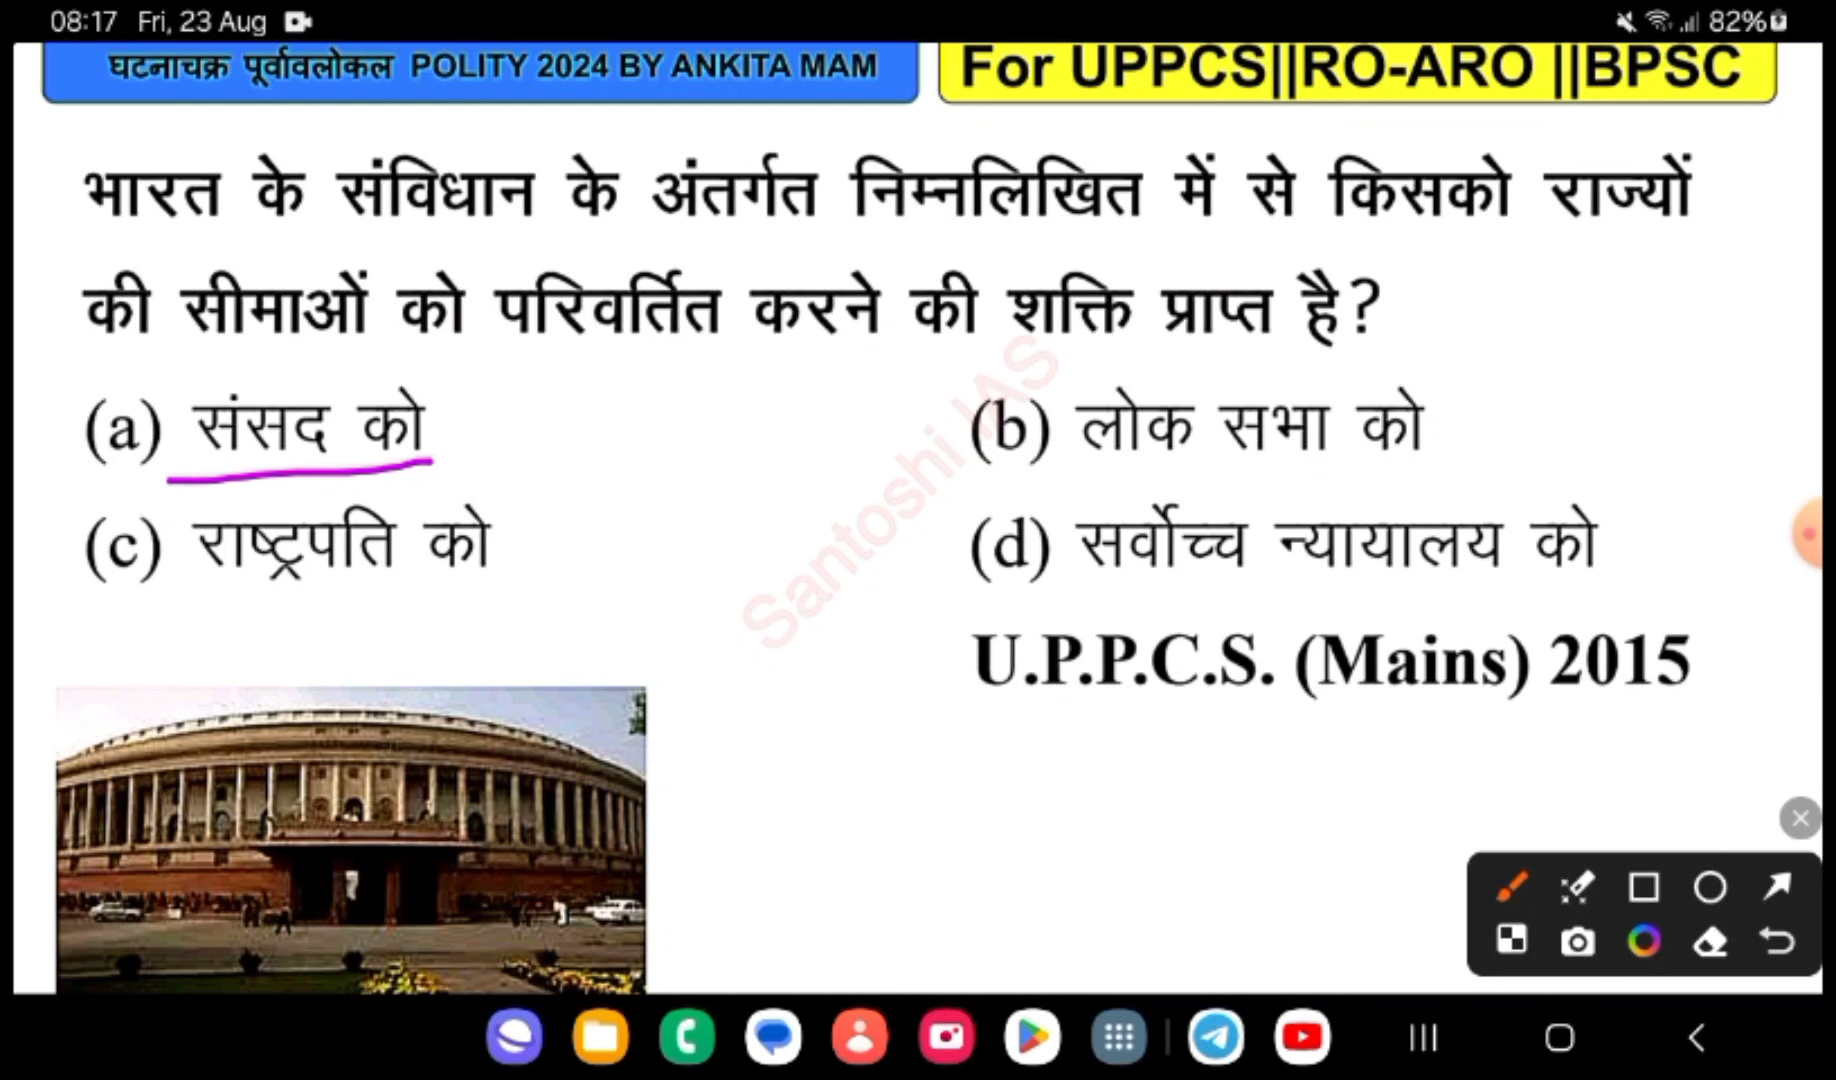 08:17 Fri, 23 Aug
82%
घटनाचक्र पूर्वावलोकल POLITY 2024 BY ANKITA MAM
For UPPCS||RO-ARO ||BPSC
भारत के संविधान के अंतर्गत निम्नलिखित में से किसको राज्यों
की सीमाओं को परिवर्तित करने की शक्ति प्राप्त है?
(a) संसद को
(b) लोक सभा को
(c) राष्ट्रपति को
(d) सर्वोच्च न्यायालय को
Santoshi IAS
U.P.P.C.S. (Mains) 2015